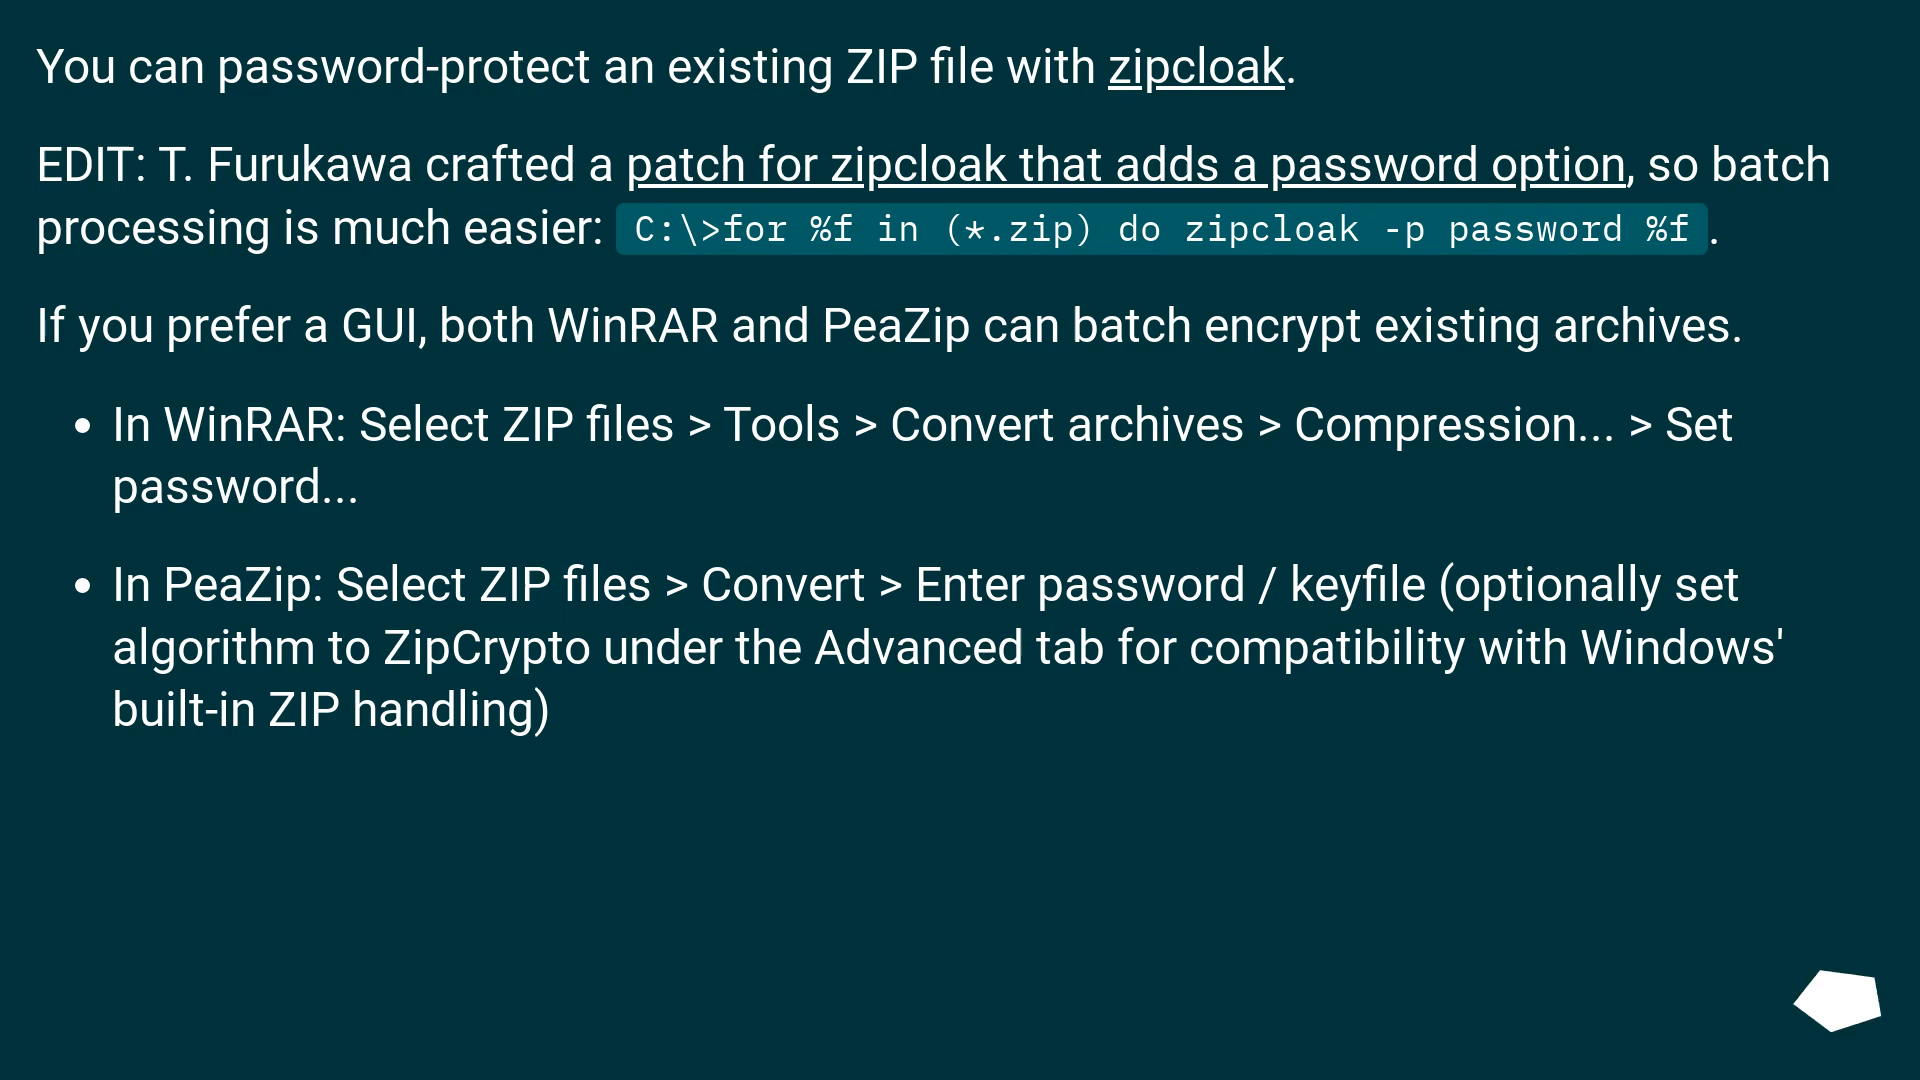 You can password-protect an existing ZIP file with zipcloak.
EDIT: T. Furukawa crafted a patch for zipcloak that adds a password option, so batch
processing is much easier: C:\>for %f in (*.zip) do zipcloak -p password %f .
If you prefer a GUI, both WinRAR and PeaZip can batch encrypt existing archives.
• In WinRAR: Select ZIP files > Tools > Convert archives > Compression... > Set
password...
• In PeaZip: Select ZIP files > Convert > Enter password / keyfile (optionally set
algorithm to ZipCrypto under the Advanced tab for compatibility with Windows'
built-in ZIP handling)